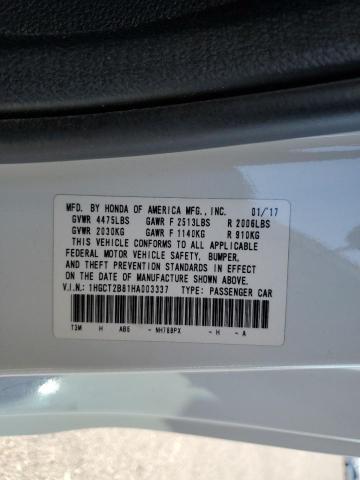 MFD. BY HONDA OF AMERICA MFG., INC. 01/'17
GVWR 4475LBS GAWR F 2513LBS R 2006LBS
GVWR 2030KG GAWR F 1140KG R 910KG
THIS VEHICLE CONFORMS TO ALL APPLICABLE
FEDERAL MOTOR VEHICLE SAFETY, BUMPER,
AND THEFT PREVENTION STANDARDS IN EFFECT
ON THE DATE OF MANUFACTURE SHOWN ABOVE.
V.I.N.: 1HGCT2B81HA003337 TYPE: PASSENGER CAR
T3M H AB6 - NH788PX - H - A